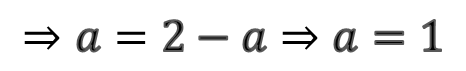 ⇒ a = 2 − a ⇒ a = 1